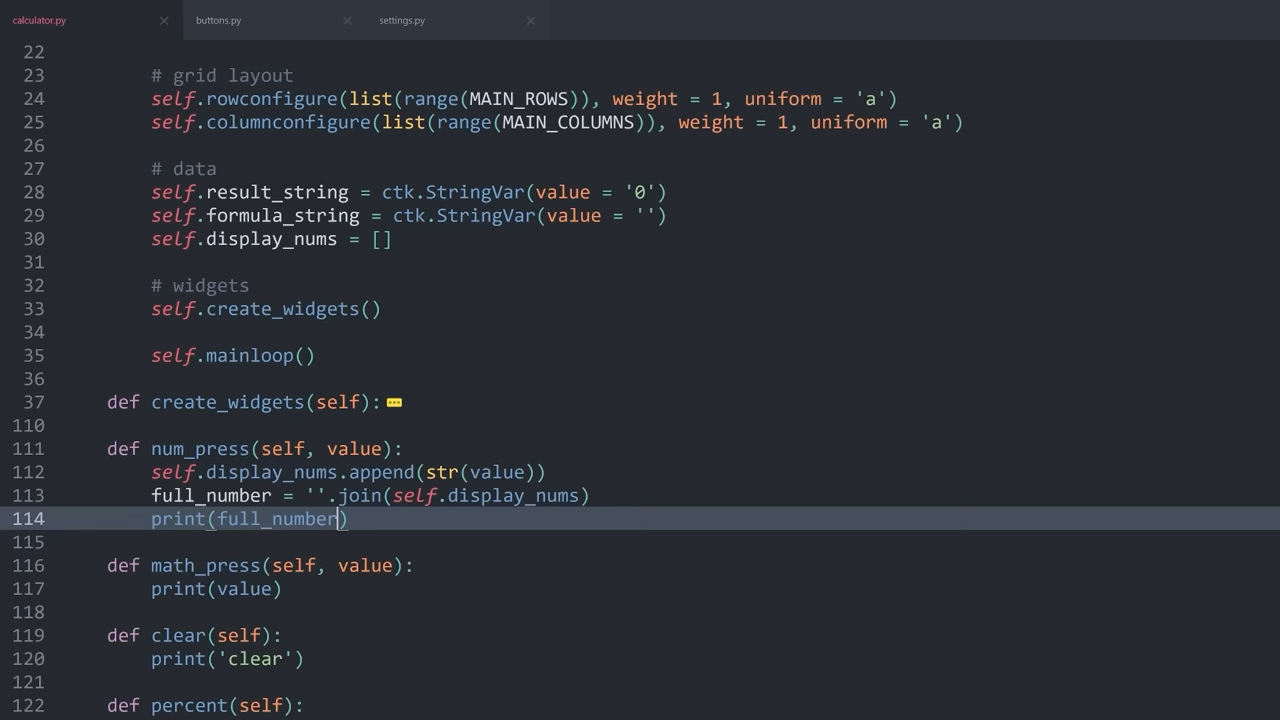 calculator.py × buttons.py × settings.py ×
22
23 # grid layout
24 self.rowconfigure(list(range(MAIN_ROWS)), weight = 1, uniform = 'a')
25 self.columnconfigure(list(range(MAIN_COLUMNS)), weight = 1, uniform = 'a')
26
27 # data
28 self.result_string = ctk.StringVar(value = '0')
29 self.formula_string = ctk.StringVar(value = '')
30 self.display_nums = []
31
32 # widgets
33 self.create_widgets()
34
35 self.mainloop()
36
37 def create_widgets(self):
110
111 def num_press(self, value):
112 self.display_nums.append(str(value))
113 full_number = ''.join(self.display_nums)
114 print(full_number)
115
116 def math_press(self, value):
117 print(value)
118
119 def clear(self):
120 print('clear')
121
122 def percent(self):